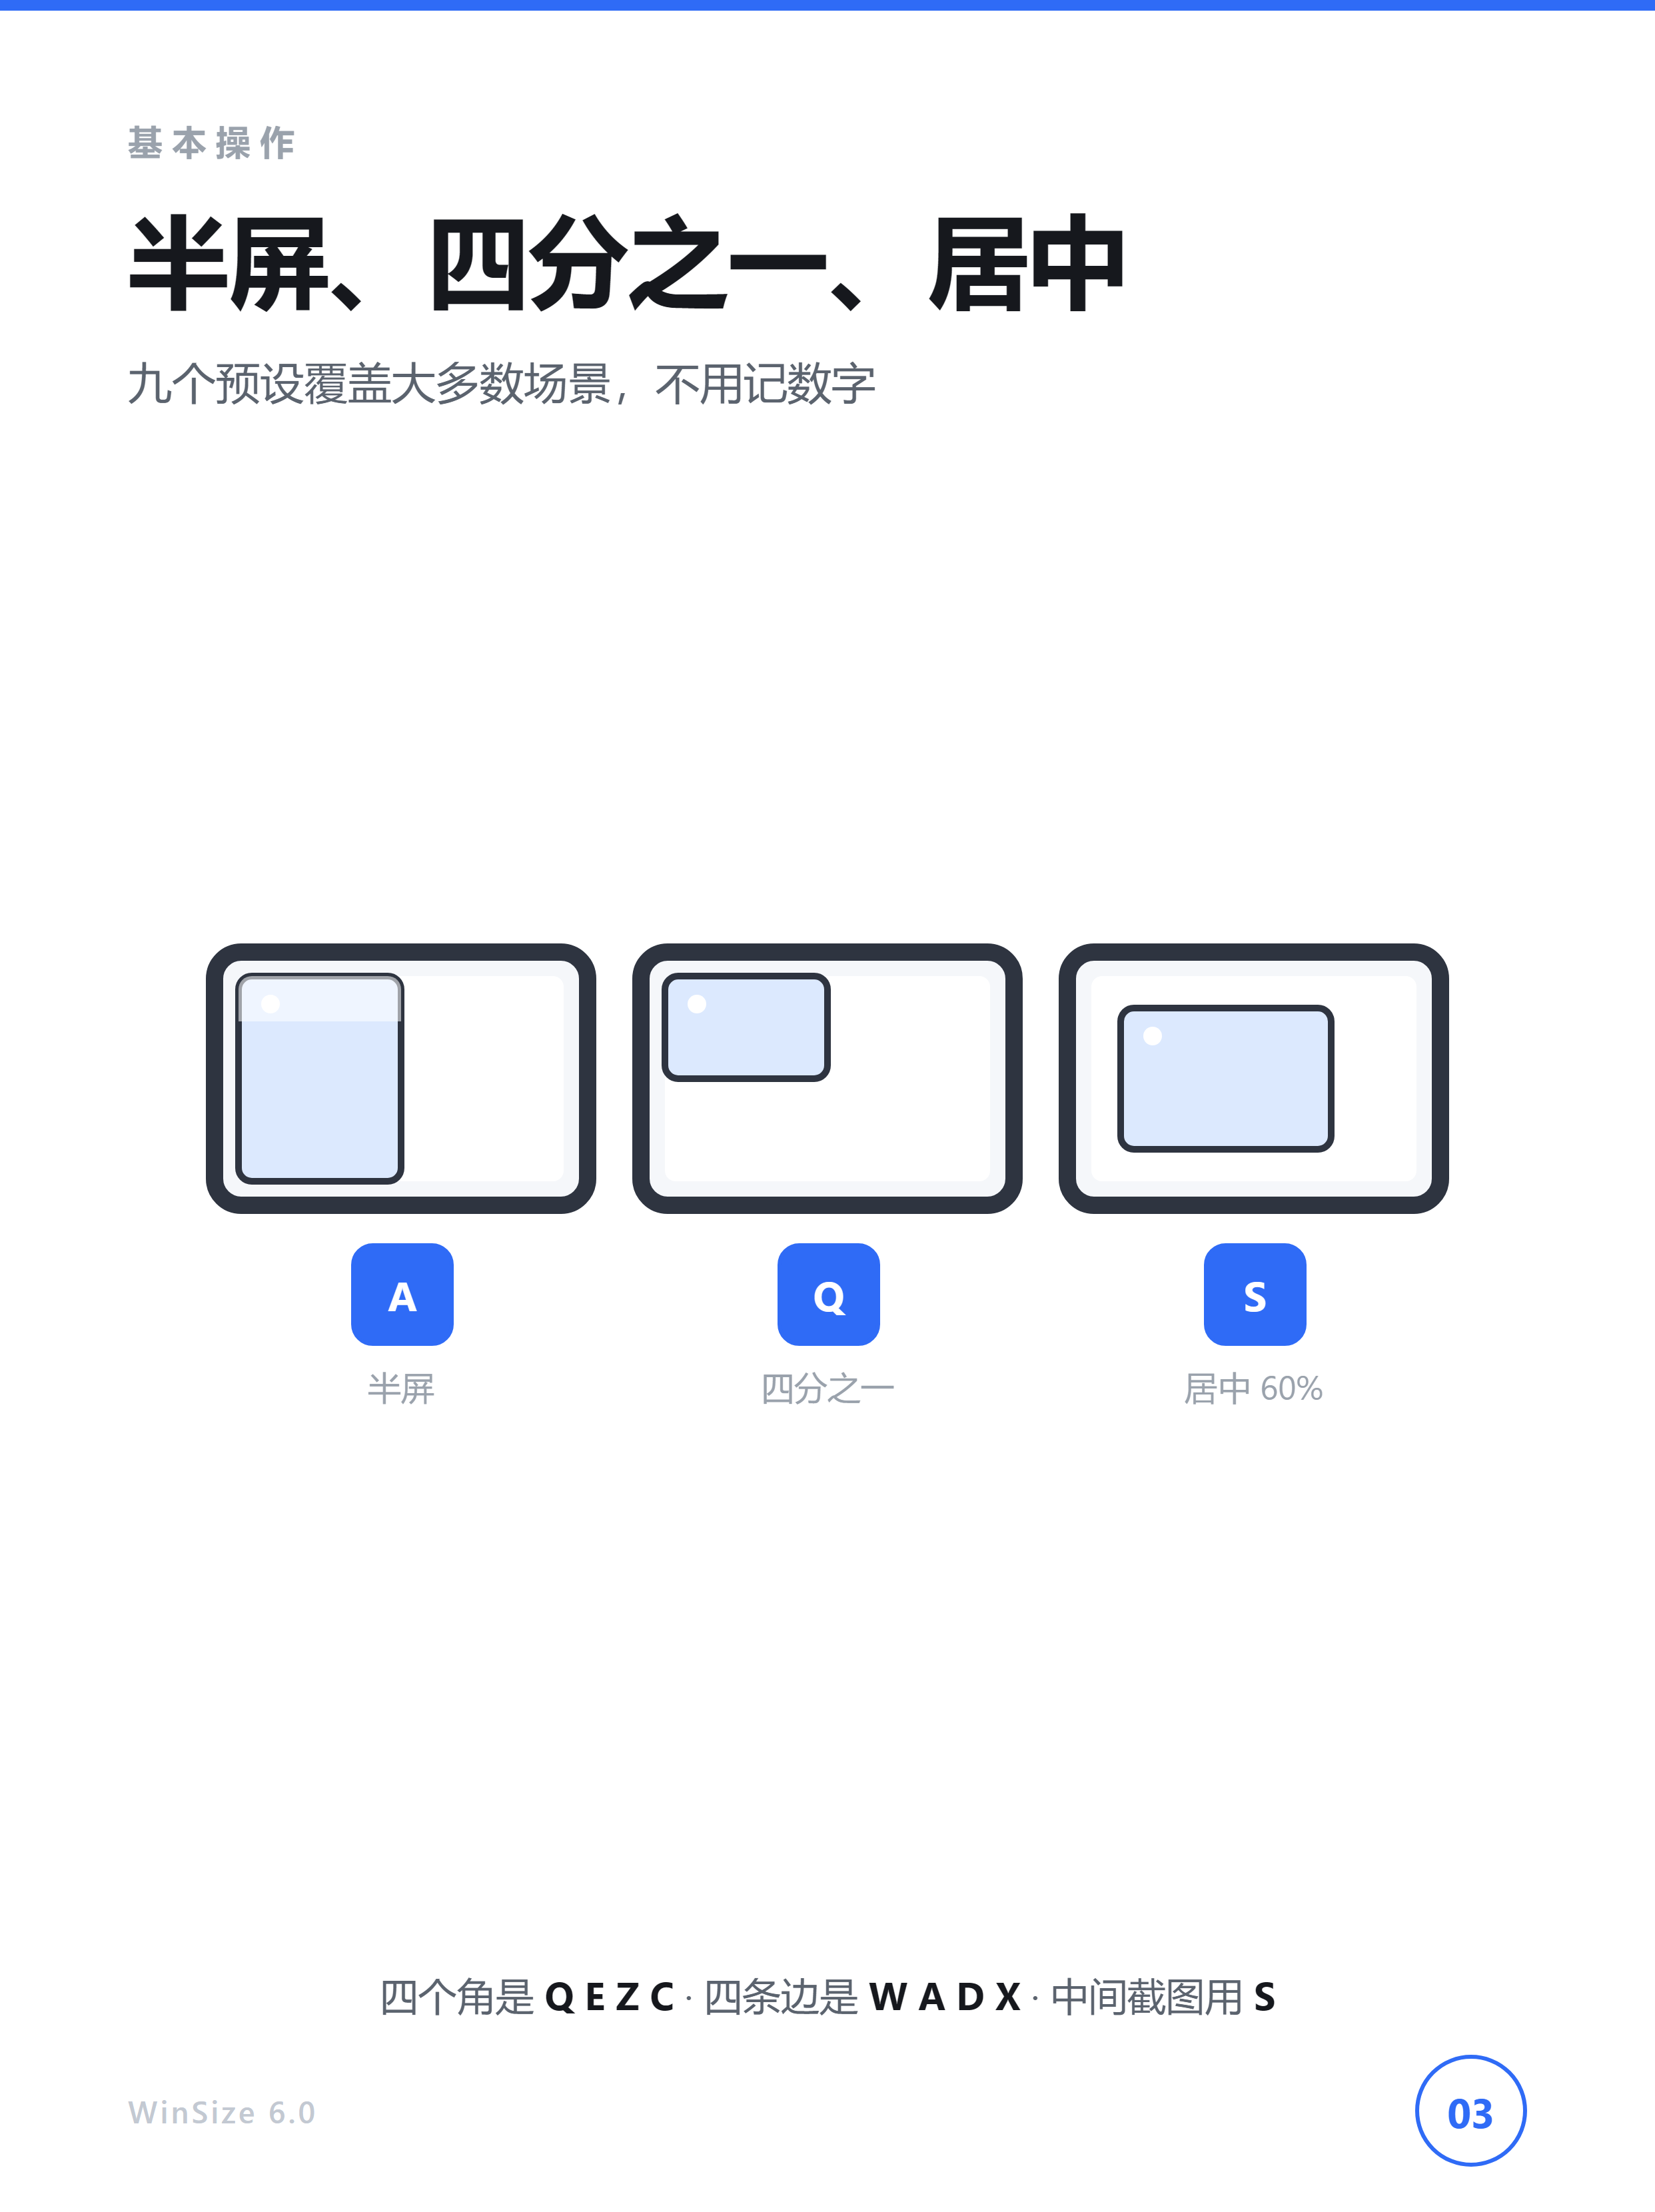 基本操作
半屏、四分之一、居中
九个预设覆盖大多数场景，不用记数字
A
Q
S
半屏
四分之一
居中 60%
四个角是 Q E Z C · 四条边是 W A D X · 中间截图用 S
WinSize 6.0
03